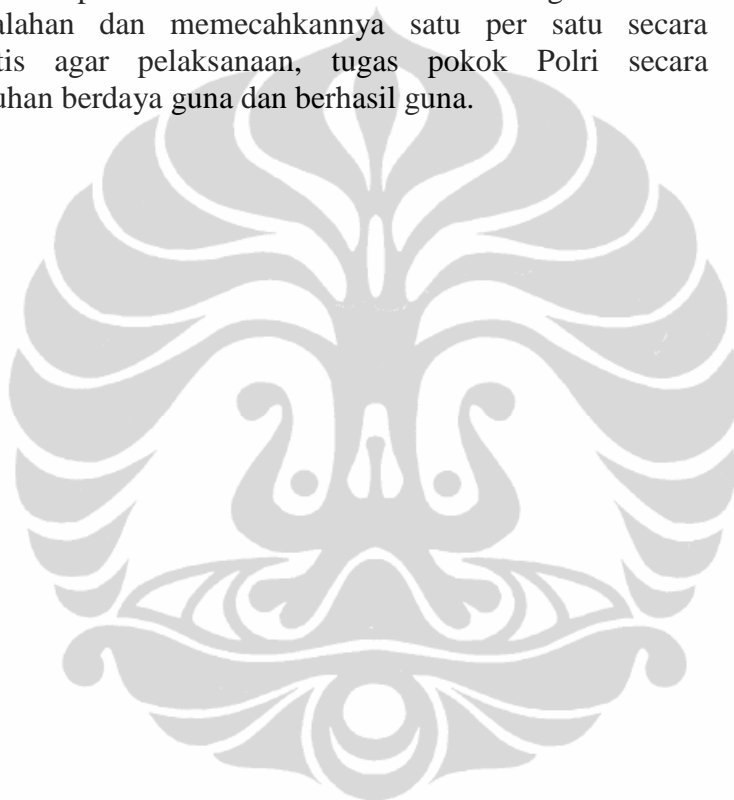 alahan dan memecahkannya satu per satu secara
tis agar pelaksanaan, tugas pokok Polri secara
uhan berdaya guna dan berhasil guna.